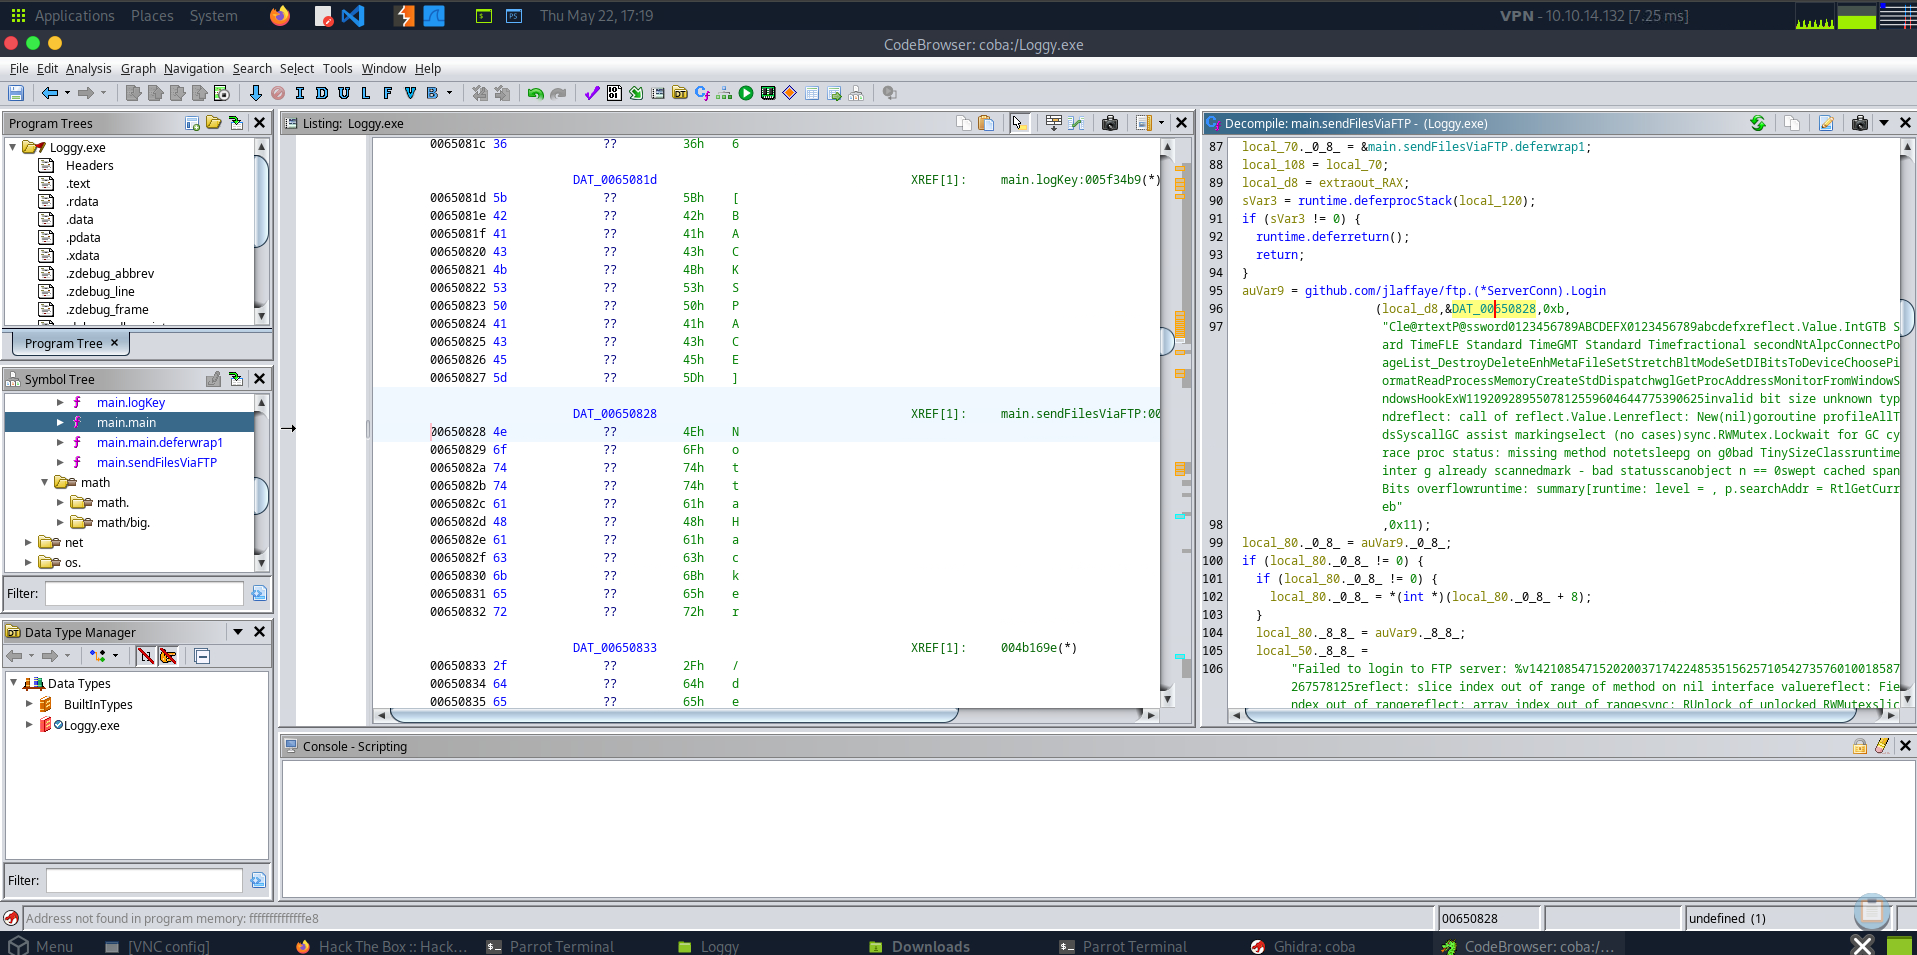 Applications Places System Thu May 22, 17:19 VPN - 10.10.14.132 [7.25 ms]
CodeBrowser: coba:/Loggy.exe
File Edit Analysis Graph Navigation Search Select Tools Window Help
I D U L F V B
Program Trees
Loggy.exe
Headers
.text
.rdata
.data
.pdata
.xdata
.zdebug_abbrev
.zdebug_line
.zdebug_frame
Program Tree ×
Symbol Tree
main.logKey
main.main
main.main.deferwrap1
main.sendFilesViaFTP
math
math.
math/big.
net
os.
Filter:
Data Type Manager
Data Types
BuiltInTypes
Loggy.exe
Filter:
Listing: Loggy.exe
0065081c 36 ?? 36h 6
DAT_0065081d XREF[1]: main.logKey:005f34b9(*)
0065081d 5b ?? 5Bh [
0065081e 42 ?? 42h B
0065081f 41 ?? 41h A
00650820 43 ?? 43h C
00650821 4b ?? 4Bh K
00650822 53 ?? 53h S
00650823 50 ?? 50h P
00650824 41 ?? 41h A
00650825 43 ?? 43h C
00650826 45 ?? 45h E
00650827 5d ?? 5Dh ]
DAT_00650828 XREF[1]: main.sendFilesViaFTP:00
00650828 4e ?? 4Eh N
00650829 6f ?? 6Fh o
0065082a 74 ?? 74h t
0065082b 74 ?? 74h t
0065082c 61 ?? 61h a
0065082d 48 ?? 48h H
0065082e 61 ?? 61h a
0065082f 63 ?? 63h c
00650830 6b ?? 6Bh k
00650831 65 ?? 65h e
00650832 72 ?? 72h r
DAT_00650833 XREF[1]: 004b169e(*)
00650833 2f ?? 2Fh /
00650834 64 ?? 64h d
00650835 65 ?? 65h e
Decompile: main.sendFilesViaFTP - (Loggy.exe)
87 local_70._0_8_ = &main.sendFilesViaFTP.deferwrap1;
88 local_108 = local_70;
89 local_d8 = extraout_RAX;
90 sVar3 = runtime.deferprocStack(local_120);
91 if (sVar3 != 0) {
92 runtime.deferreturn();
93 return;
94 }
95 auVar9 = github.com/jlaffaye/ftp.(*ServerConn).Login
96 (local_d8,&DAT_00650828,0xb,
97 "Cle@rtextP@ssword0123456789ABCDEFX0123456789abcdefxreflect.Value.IntGTB S
ard TimeFLE Standard TimeGMT Standard Timefractional secondNtAlpcConnectPo
ageList_DestroyDeleteEnhMetaFileSetStretchBltModeSetDIBitsToDeviceChoosePi
ormatReadProcessMemoryCreateStdDispatchwglGetProcAddressMonitorFromWindowS
ndowsHookExW1192092895507812559604644775390625invalid bit size unknown typ
ndreflect: call of reflect.Value.Lenreflect: New(nil)goroutine profileAllT
dsSyscallGC assist markingselect (no cases)sync.RWMutex.Lockwait for GC cy
race proc status: missing method notetsleepg on g0bad TinySizeClassruntime
inter g already scannedmark - bad statusscanobject n == 0swept cached span
Bits overflowruntime: summary[runtime: level = , p.searchAddr = RtlGetCurr
eb"
98 ,0x11);
99 local_80._0_8_ = auVar9._0_8_;
100 if (local_80._0_8_ != 0) {
101 if (local_80._0_8_ != 0) {
102 local_80._0_8_ = *(int *)(local_80._0_8_ + 8);
103 }
104 local_80._8_8_ = auVar9._8_8_;
105 local_50._8_8_ =
106 "Failed to login to FTP server: %v14210854715202003717422485351562571054273576010018587
267578125reflect: slice index out of range of method on nil interface valuereflect: Fie
ndex out of rangereflect: array index out of rangesync: RUnlock of unlocked RWMutexslic
Console - Scripting
Address not found in program memory: ffffffffffffffe8
00650828
undefined (1)
Menu [VNC config] Hack The Box :: Hack... Parrot Terminal Loggy Downloads Parrot Terminal Ghidra: coba CodeBrowser: coba:/...